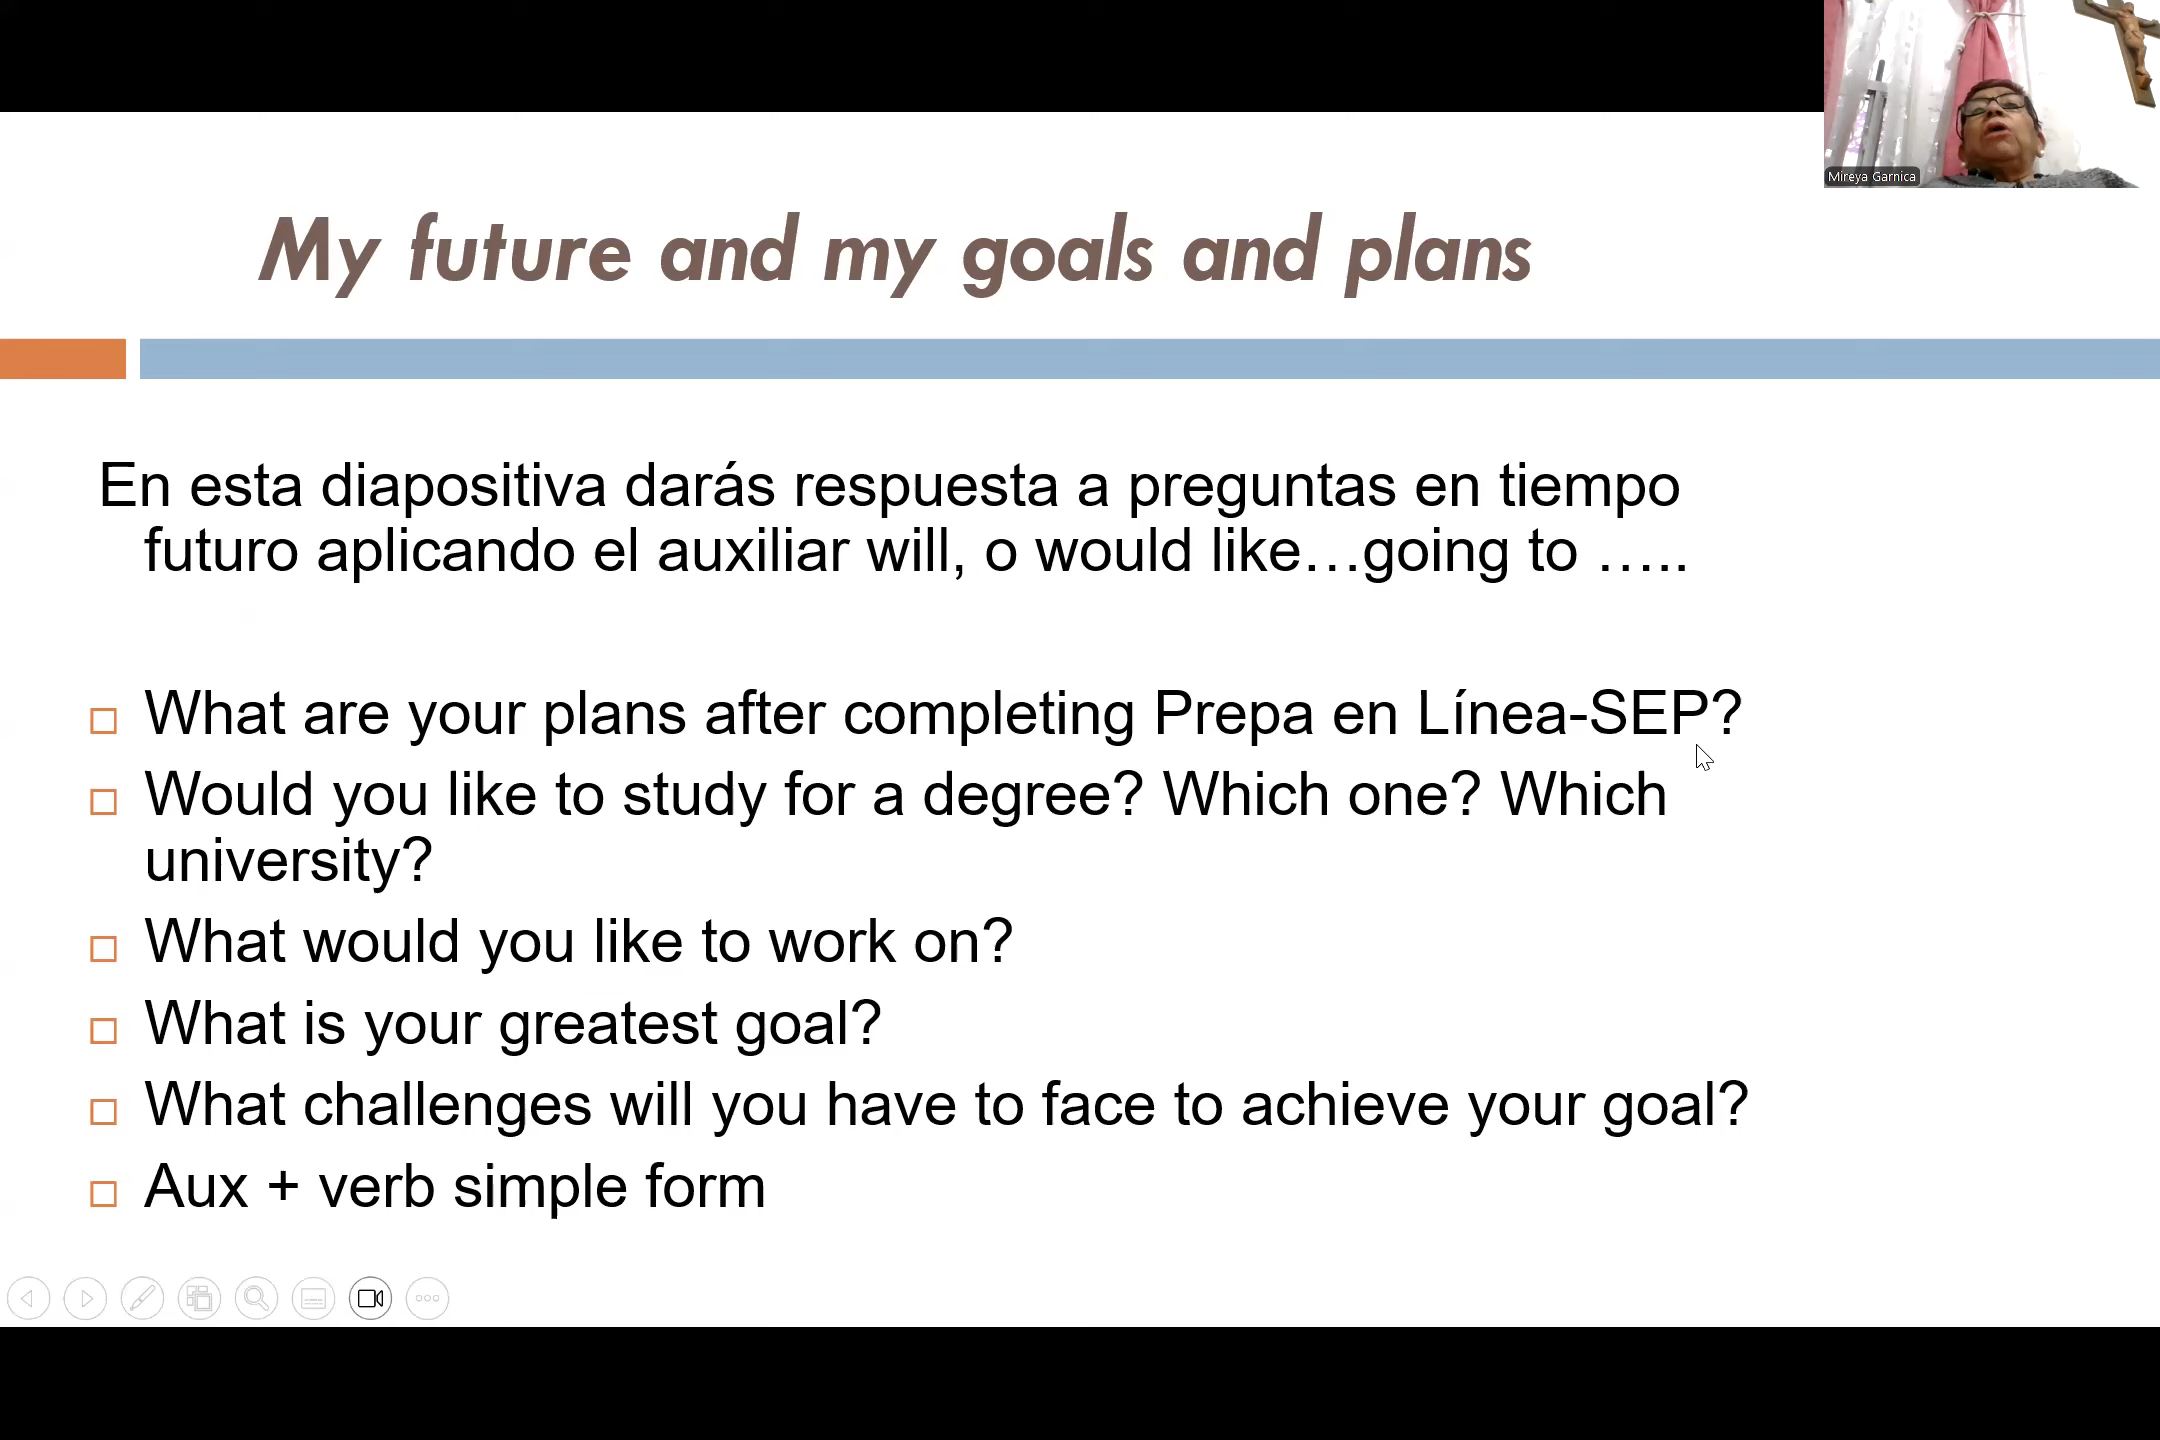 Mireya Garnica
My future and my goals and plans
En esta diapositiva darás respuesta a preguntas en tiempo
futuro aplicando el auxiliar will, o would like…going to …..
What are your plans after completing Prepa en Línea-SEP?
Would you like to study for a degree? Which one? Which
university?
What would you like to work on?
What is your greatest goal?
What challenges will you have to face to achieve your goal?
Aux + verb simple form